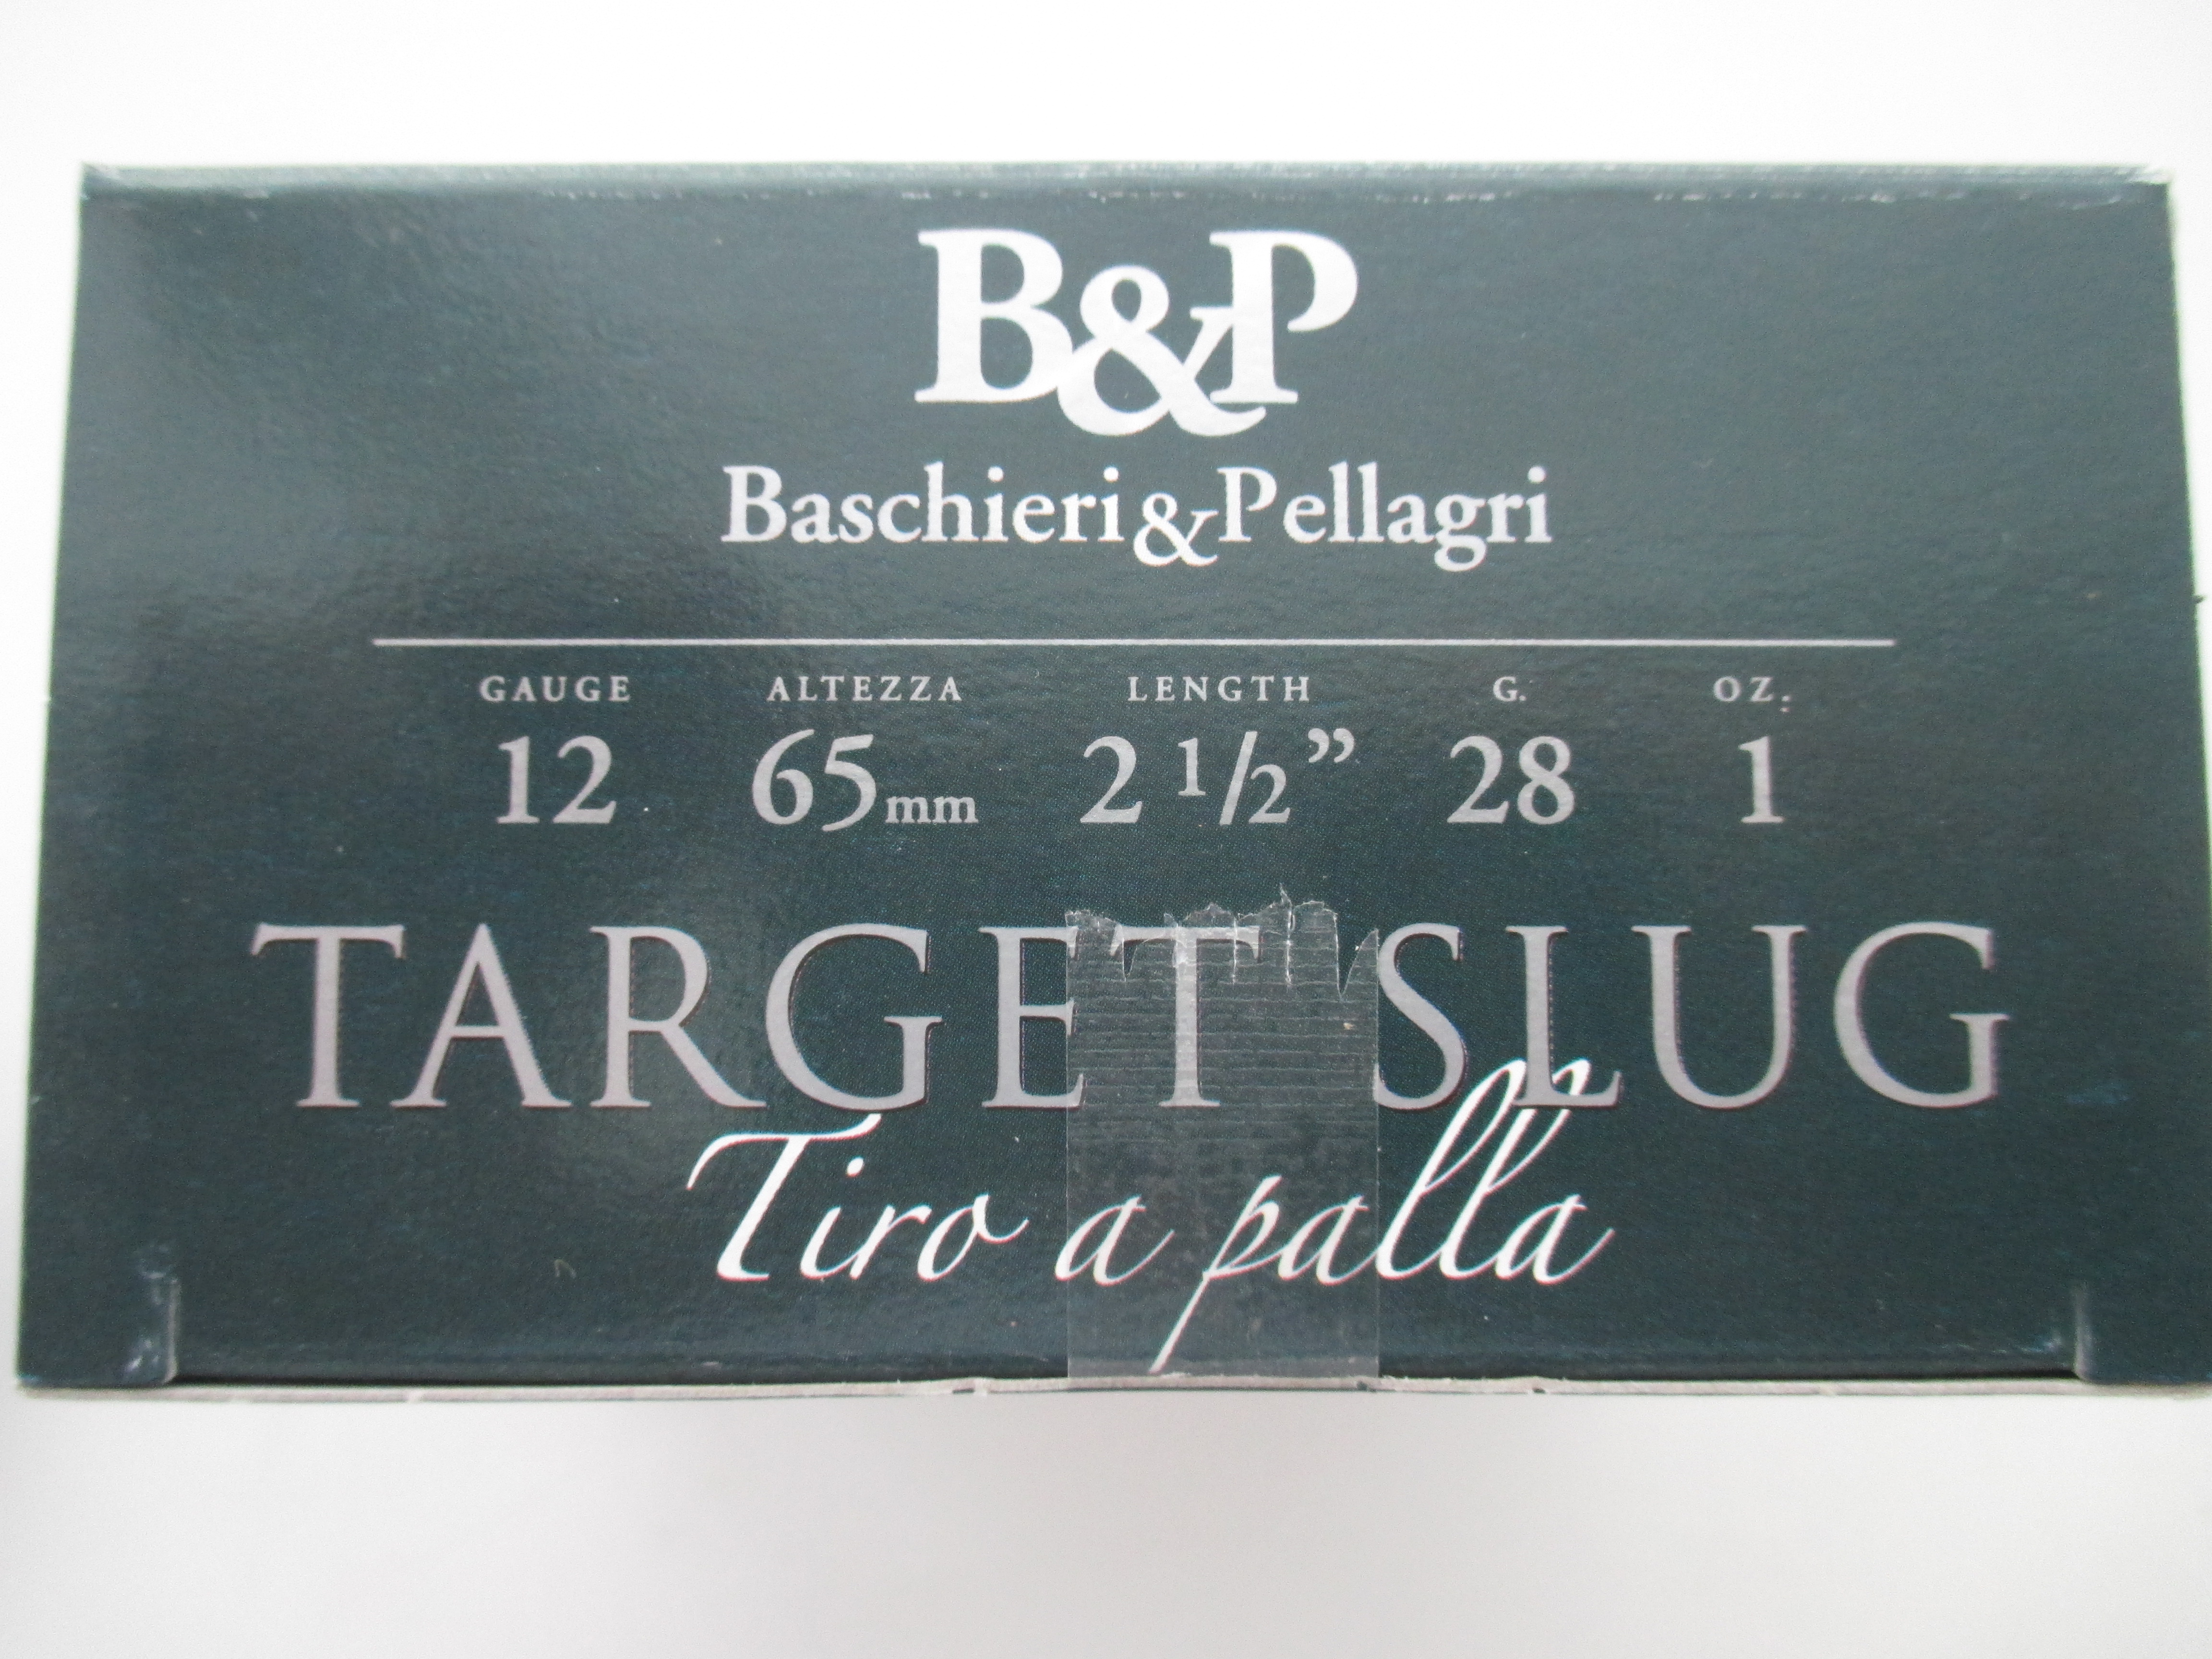 B&P
Baschieri & Pellagri
GAUGE ALTEZZA LENGTH G. OZ.
12 65mm 2 1/2” 28 1
TARGET SLUG
Tiro a palla